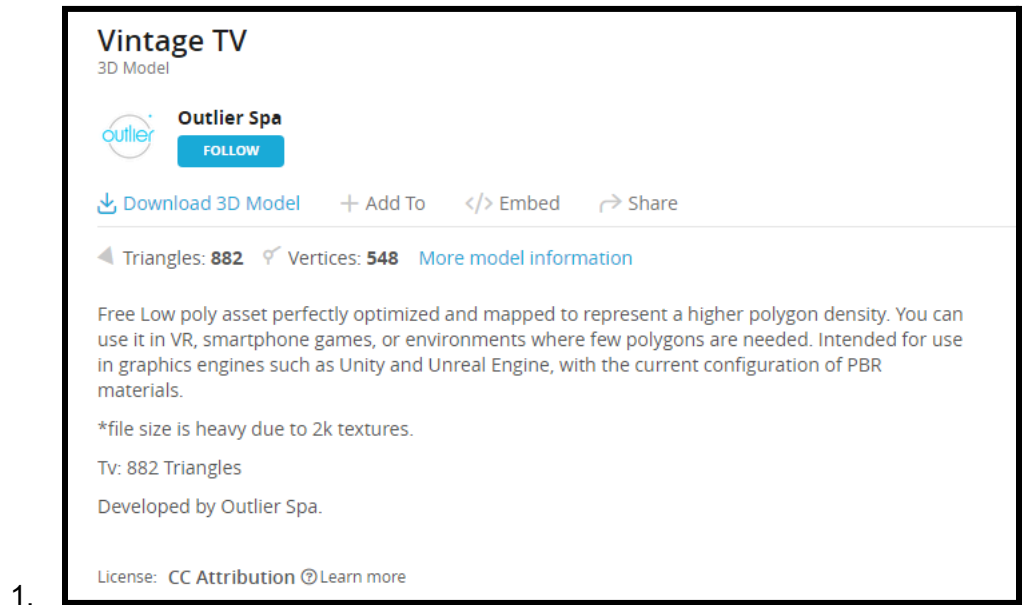 Vintage TV
3D Model
outlier
Outlier Spa
FOLLOW
Download 3D Model + Add To </> Embed Share
Triangles: 882 Vertices: 548 More model information
Free Low poly asset perfectly optimized and mapped to represent a higher polygon density. You can
use it in VR, smartphone games, or environments where few polygons are needed. Intended for use
in graphics engines such as Unity and Unreal Engine, with the current configuration of PBR
materials.
*file size is heavy due to 2k textures.
Tv: 882 Triangles
Developed by Outlier Spa.
License: CC Attribution ? Learn more
1.